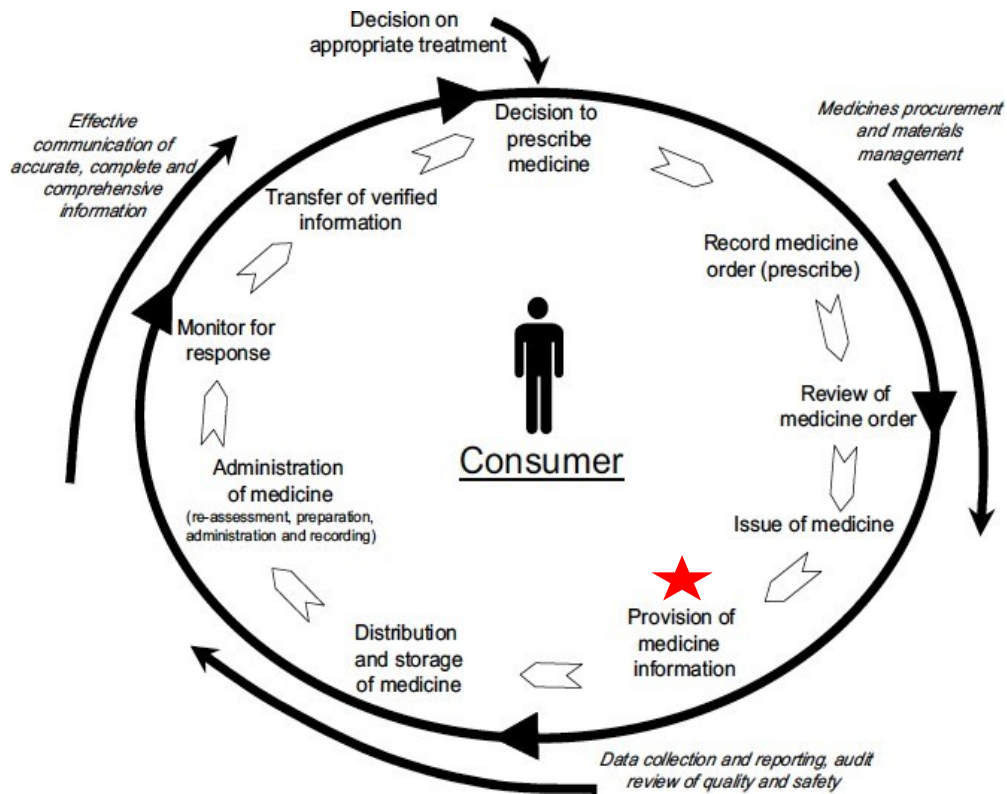 Decision on
appropriate treatment
Decision to
prescribe
medicine
Medicines procurement
and materials
management
Effective
communication of
accurate, complete and
comprehensive
information
Transfer of verified
information
Record medicine
order (prescribe)
Monitor for
response
Review of
medicine order
Consumer
Administration
of medicine
(re-assessment, preparation,
administration and recording)
Issue of medicine
Provision of
medicine
information
Distribution
and storage
of medicine
Data collection and reporting, audit
review of quality and safety